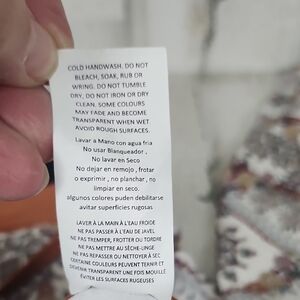 COLD HANDWASH, DO NOT
BLEACH, SOAK, RUB OR
WRING, DO NOT TUMBLE
DRY, DO NOT IRON OR DRY
CLEAN. SOME COLOURS
MAY FADE AND BECOME
TRANSPARENT WHEN WET
AVOID ROUGH SURFACES.
Lavar a Mano con agua fria
No usar Blanqueador ,
No lavar en Seco
No dejar en remojo , frotar
o exprimir , no planchar , no
limpiar en seco.
algunos colores pueden debilitarse
avitar superficies rugosas
LAVER À LA MAIN À L'EAU FROIDE
NE PAS PASSER À L'EAU DE JAVEL
NE PAS TREMPER, FROTTER OU TORDRE
NE PAS METTRE AU SÈCHE-LINGE
NE PAS REPASSER OU NETTOYER À SEC
CERTAINE COULEURS PEUVENT TERNIR ET
DEVENIR TRANSPARENT UNE FOIS MOUILLÉ
ÉVITER LES SURFACES RUGEUSES